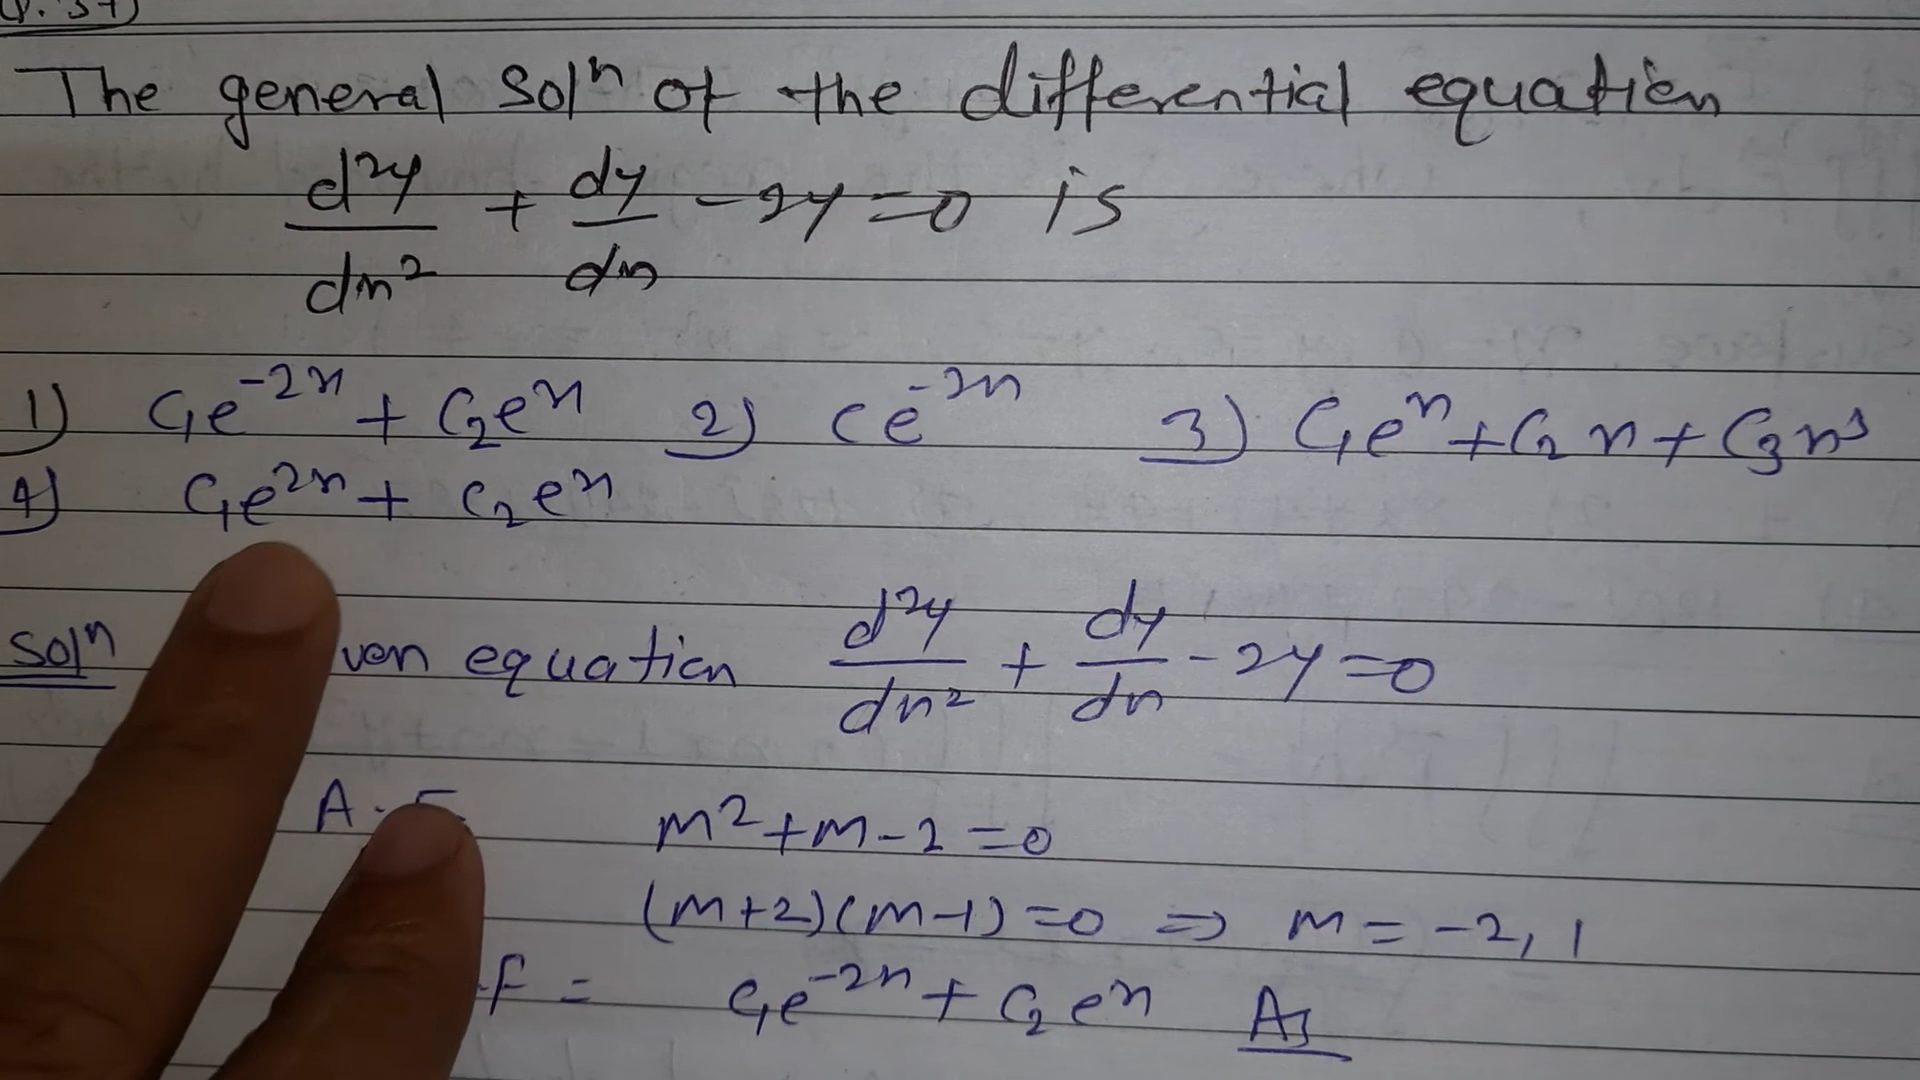 The general Solⁿ of the differential equation
d²y/dx² + dy/dx - 2y = 0 is
1) C₁e⁻²ˣ + C₂eˣ 2) Ce⁻²ˣ 3) C₁eˣ + C₂x + C₃x³
4) C₁e²ˣ + C₂eˣ
Solⁿ ven equation d²y/dx² + dy/dx - 2y = 0
A.
m² + m - 2 = 0
(m+2)(m-1) = 0 ⇒ m = -2, 1
.F = C₁e⁻²ˣ + C₂eˣ